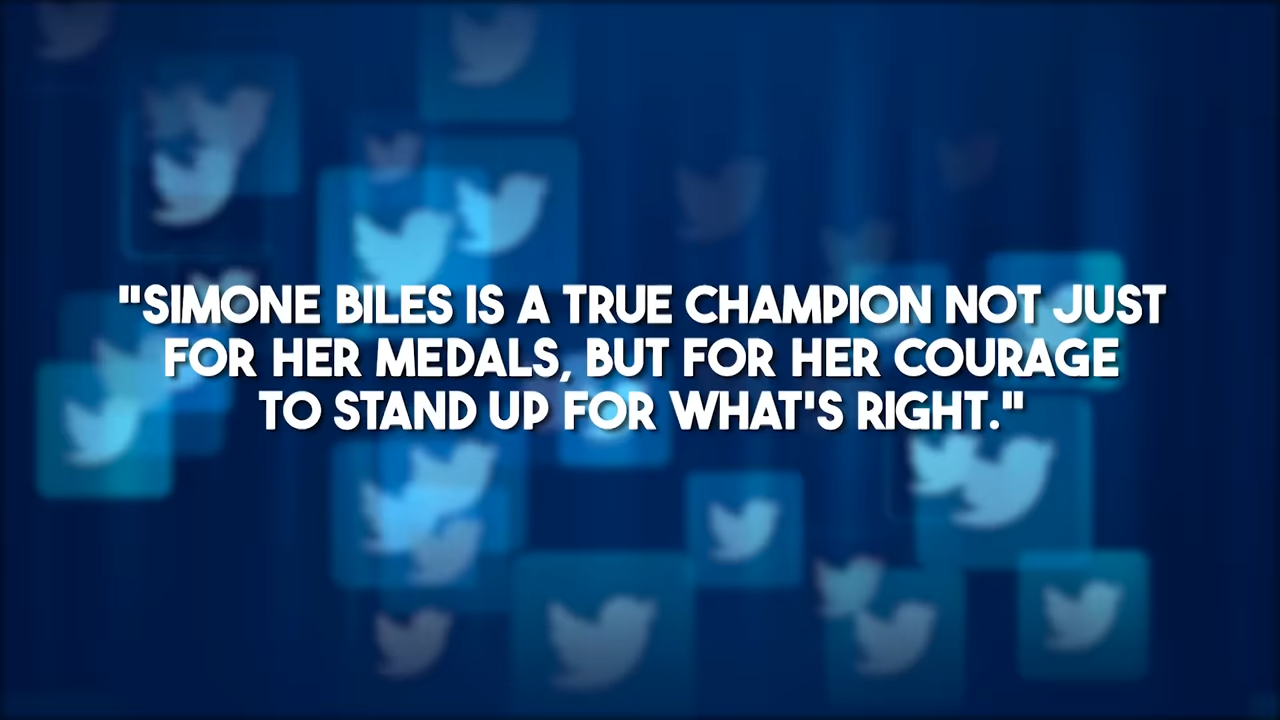 "SIMONE BILES IS A TRUE CHAMPION NOT JUST
FOR HER MEDALS, BUT FOR HER COURAGE
TO STAND UP FOR WHAT'S RIGHT."